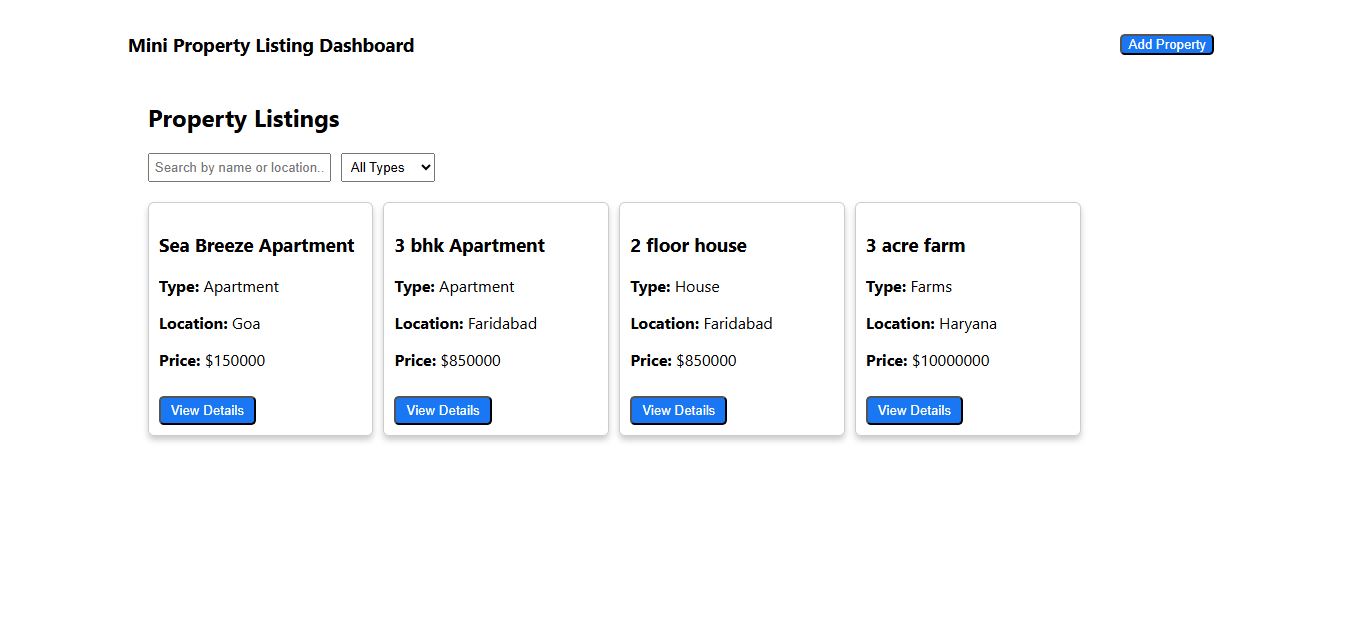 Mini Property Listing Dashboard
Add Property
Property Listings
Search by name or location..
All Types
Sea Breeze Apartment
Type: Apartment
Location: Goa
Price: $150000
View Details
3 bhk Apartment
Type: Apartment
Location: Faridabad
Price: $850000
View Details
2 floor house
Type: House
Location: Faridabad
Price: $850000
View Details
3 acre farm
Type: Farms
Location: Haryana
Price: $10000000
View Details